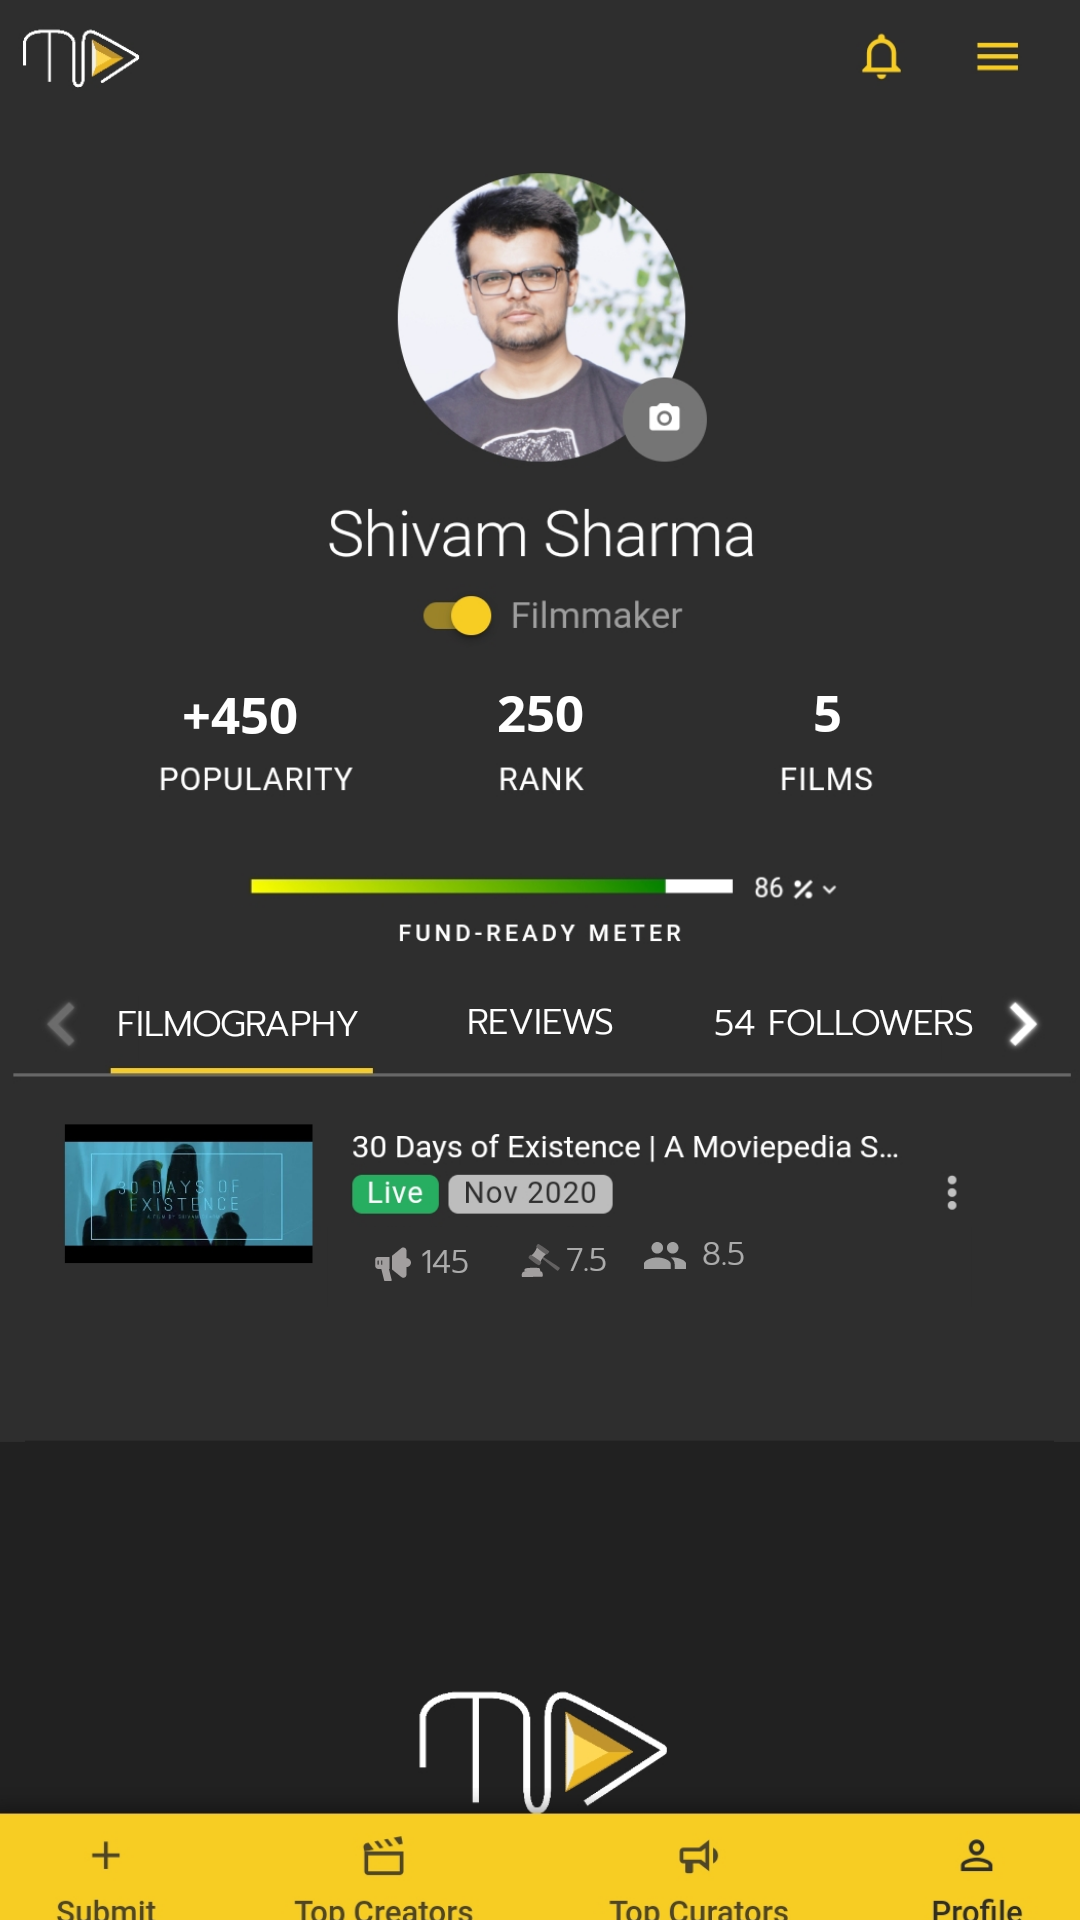 Shivam Sharma
Filmmaker
+450 250 5
POPULARITY RANK FILMS
86 %
FUND-READY METER
FILMOGRAPHY REVIEWS 54 FOLLOWERS
30 DAYS OF
EXISTENCE
30 Days of Existence | A Moviepedia S...
Live Nov 2020
145 7.5 8.5
Submit Top Creators Top Curators Profile